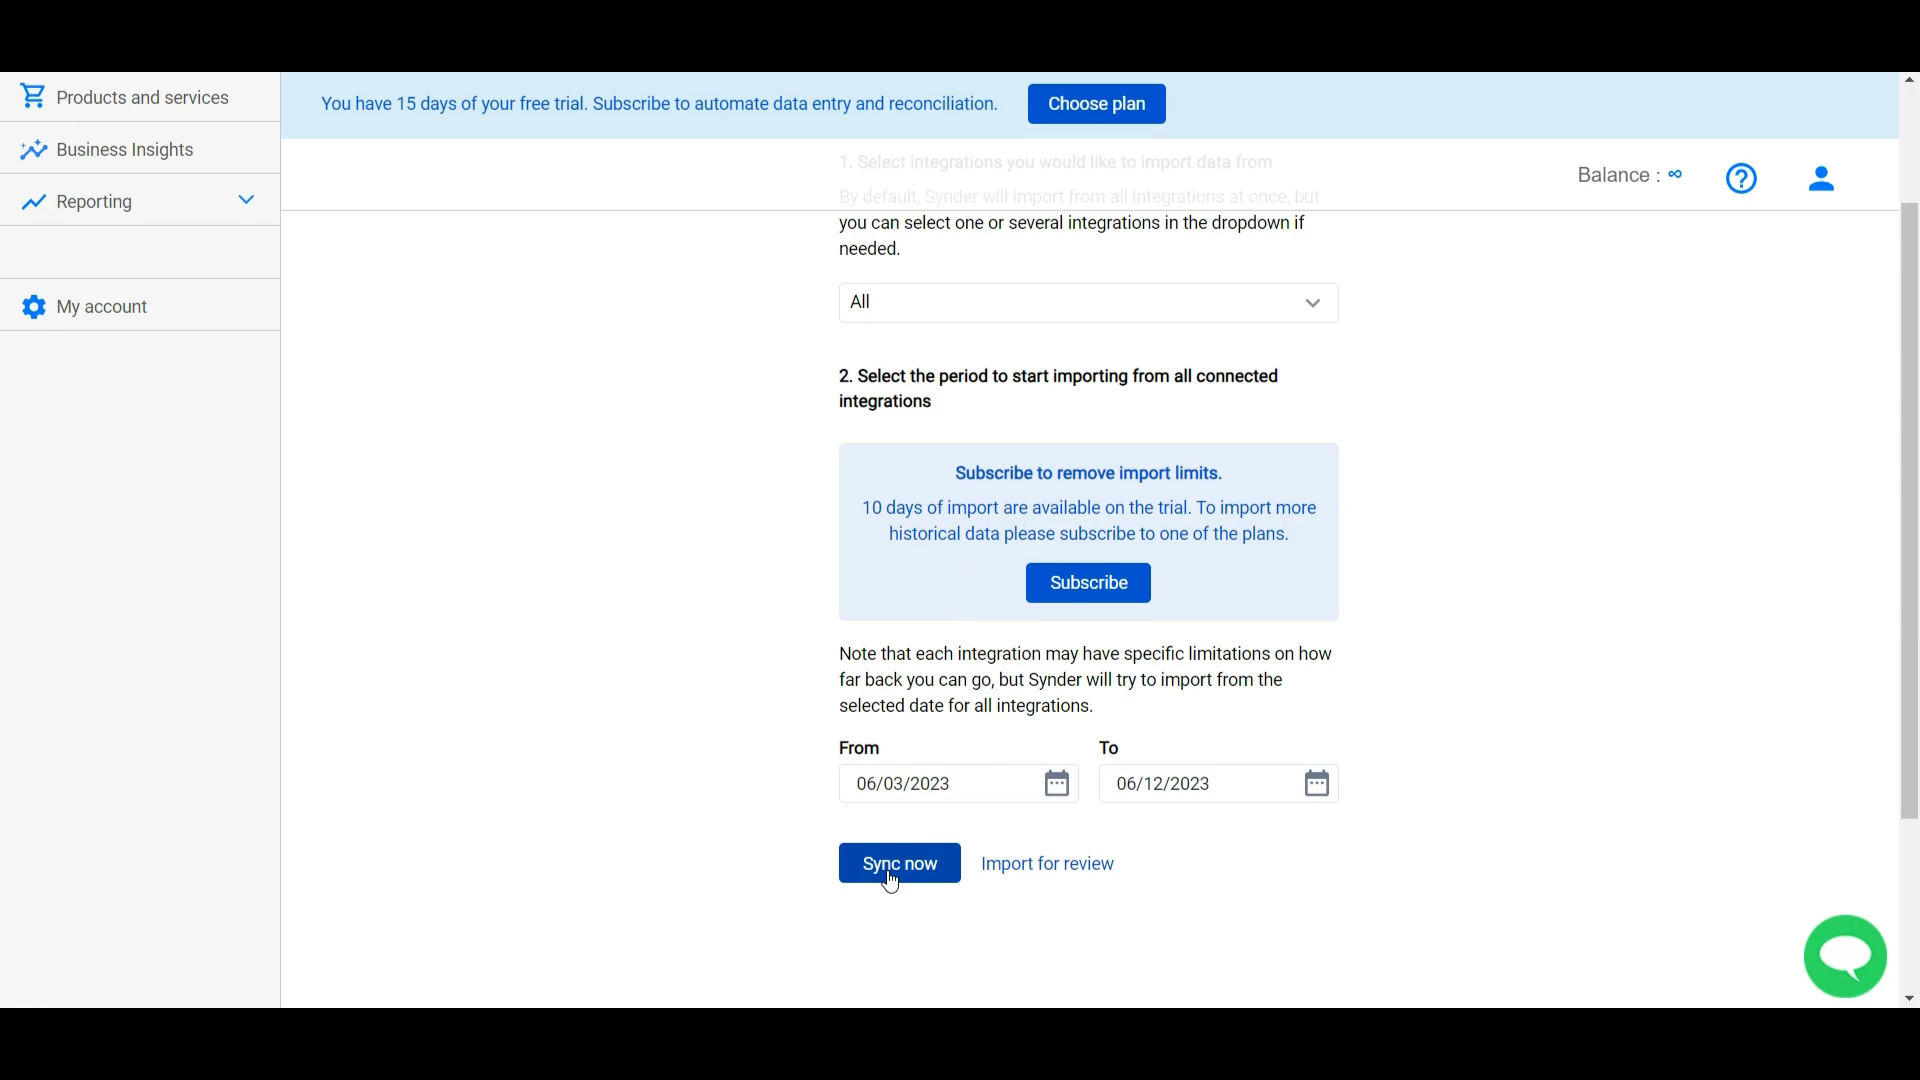 Products and services
You have 15 days of your free trial. Subscribe to automate data entry and reconciliation.
Choose plan
Business Insights
Reporting
My account
Balance : ∞
1. Select integrations you would like to import data from
By default, Synder will import from all integrations at once, but
you can select one or several integrations in the dropdown if
needed.
All
2. Select the period to start importing from all connected
integrations
Subscribe to remove import limits.
10 days of import are available on the trial. To import more
historical data please subscribe to one of the plans.
Subscribe
Note that each integration may have specific limitations on how
far back you can go, but Synder will try to import from the
selected date for all integrations.
From
To
06/03/2023
06/12/2023
Sync now
Import for review